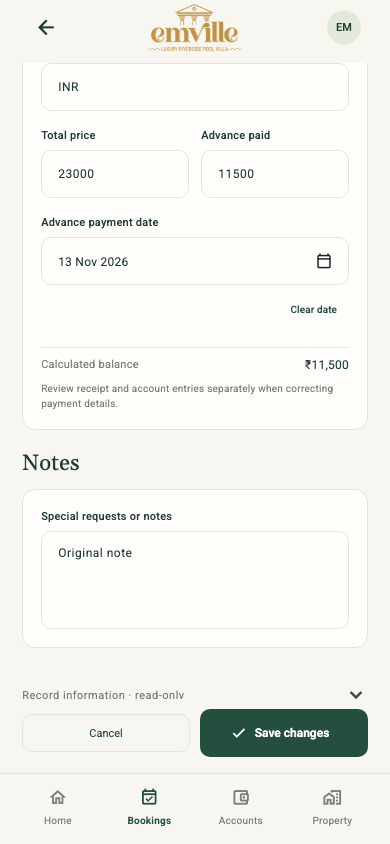 emville
LUXURY RIVERSIDE POOL VILLA
EM
INR
Total price
Advance paid
23000
11500
Advance payment date
13 Nov 2026
Clear date
Calculated balance
₹11,500
Review receipt and account entries separately when correcting
payment details.
Notes
Special requests or notes
Original note
Record information · read-only
Cancel
Save changes
Home
Bookings
Accounts
Property